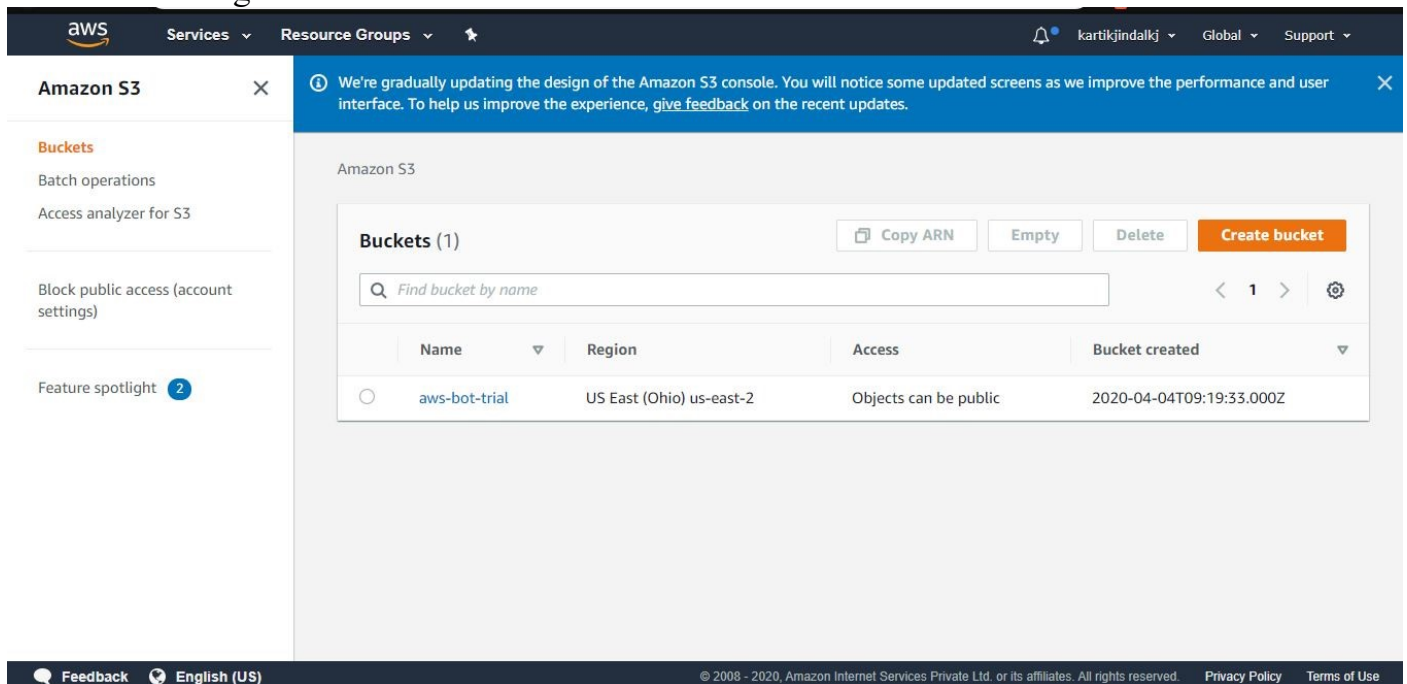 aws Services Resource Groups kartikjindalkj Global Support
Amazon S3
We're gradually updating the design of the Amazon S3 console. You will notice some updated screens as we improve the performance and user
interface. To help us improve the experience, give feedback on the recent updates.
Buckets
Batch operations
Access analyzer for S3
Block public access (account
settings)
Feature spotlight 2
Amazon S3
Buckets (1) Copy ARN Empty Delete Create bucket
Find bucket by name 1
Name Region Access Bucket created
aws-bot-trial US East (Ohio) us-east-2 Objects can be public 2020-04-04T09:19:33.000Z
Feedback English (US) © 2008 - 2020, Amazon Internet Services Private Ltd. or its affiliates. All rights reserved. Privacy Policy Terms of Use